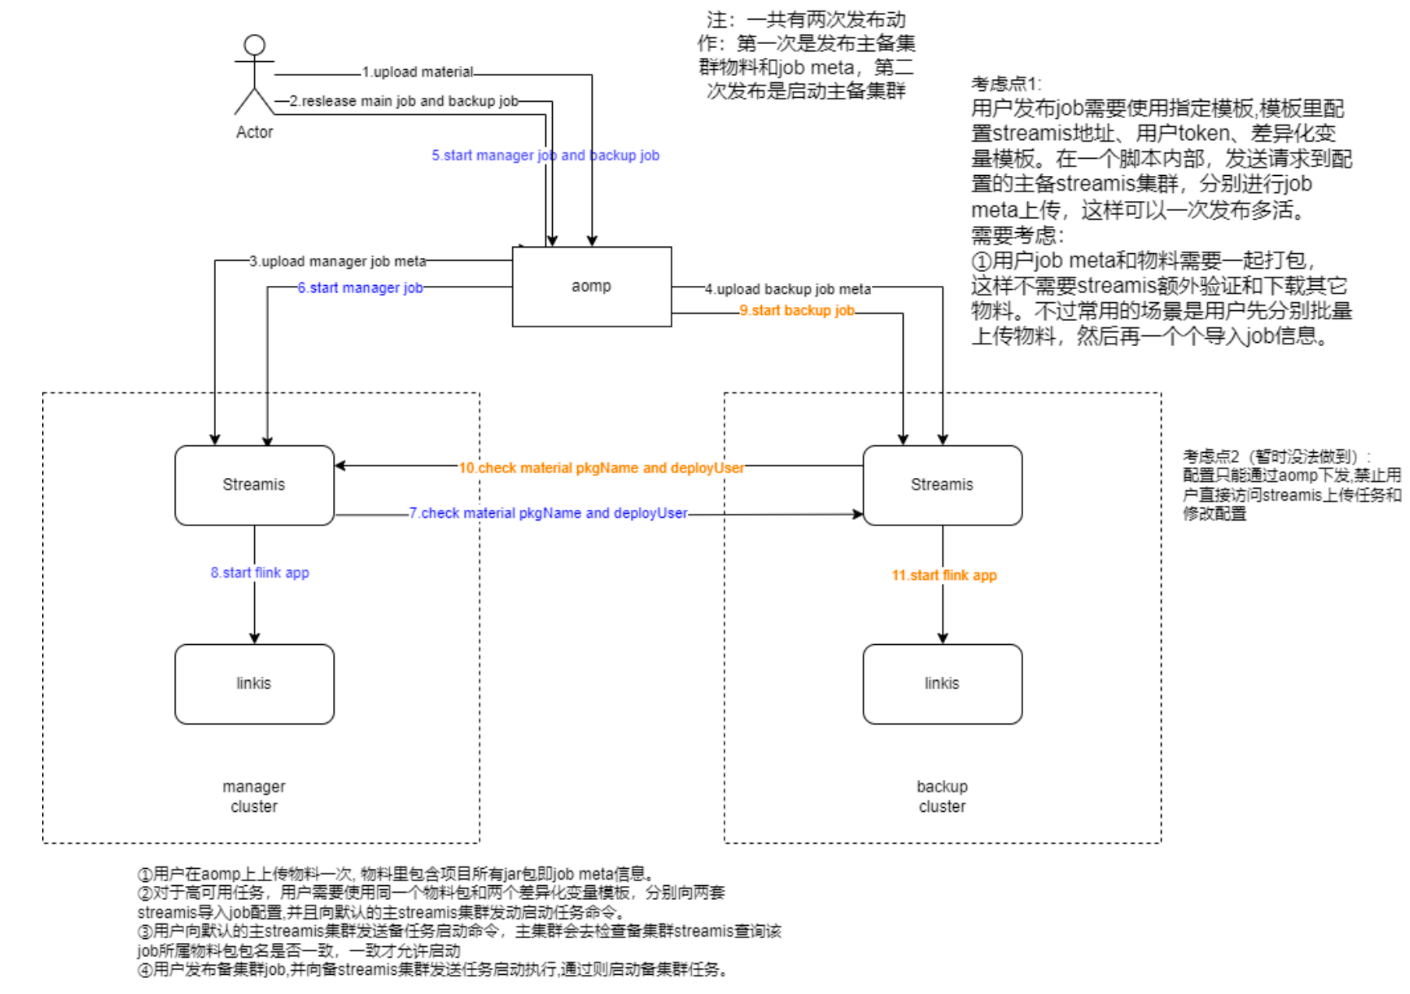 注：一共有两次发布动
作：第一次是发布主备集
群物料和job meta，第二
次发布是启动主备集群
1.upload material
2.reslease main job and backup job
Actor
5.start manager job and backup job
考虑点1:
用户发布job需要使用指定模板,模板里配
置streamis地址、用户token、差异化变
量模板。在一个脚本内部，发送请求到配
置的主备streamis集群，分别进行job
meta上传，这样可以一次发布多活。
需要考虑：
①用户job meta和物料需要一起打包，
这样不需要streamis额外验证和下载其它
物料。不过常用的场景是用户先分别批量
上传物料，然后再一个个导入job信息。
3.upload manager job meta
6.start manager job
aomp
4.upload backup job meta
9.start backup job
Streamis
10.check material pkgName and deployUser
7.check material pkgName and deployUser
Streamis
考虑点2（暂时没法做到）:
配置只能通过aomp下发,禁止用
户直接访问streamis上传任务和
修改配置
8.start flink app
11.start flink app
linkis
linkis
manager
cluster
backup
cluster
①用户在aomp上上传物料一次, 物料里包含项目所有jar包即job meta信息。
②对于高可用任务，用户需要使用同一个物料包和两个差异化变量模板，分别向两套
streamis导入job配置,并且向默认的主streamis集群发动启动任务命令。
③用户向默认的主streamis集群发送备任务启动命令，主集群会去检查备集群streamis查询该
job所属物料包包名是否一致，一致才允许启动
④用户发布备集群job,并向备streamis集群发送任务启动执行,通过则启动备集群任务。